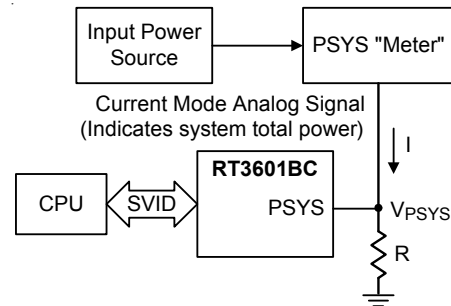 Input Power
Source
PSYS "Meter"
Current Mode Analog Signal
(Indicates system total power)
I
RT3601BC
CPU
SVID
PSYS
VPSYS
R